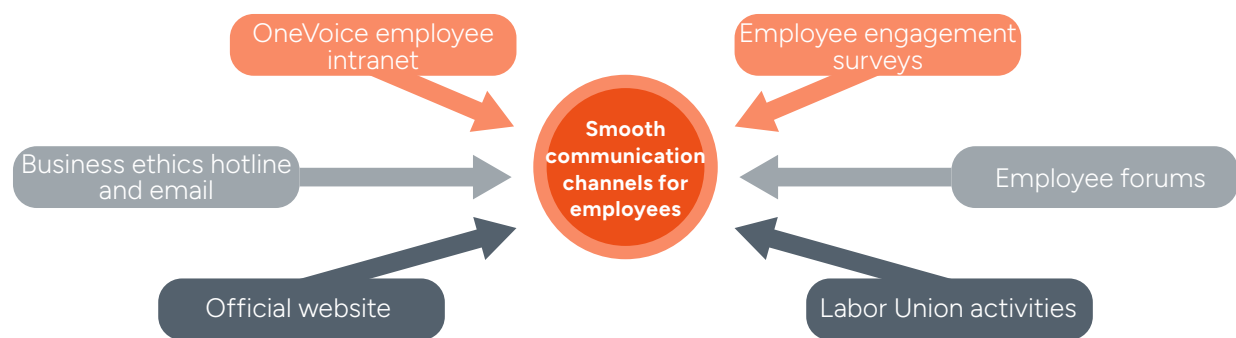 OneVoice employee
intranet
Employee engagement
surveys
Smooth
communication
channels for
employees
Business ethics hotline
and email
Employee forums
Official website
Labor Union activities